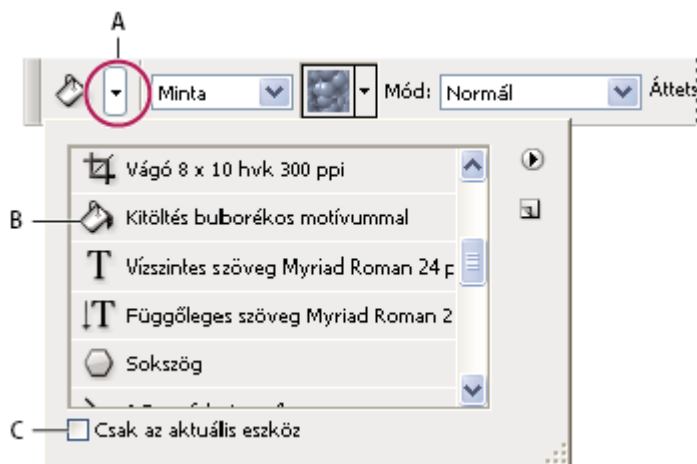 A
Minta
Mód: Normál
B
Vágó 8 x 10 hvk 300 ppi
Kitöltés buborékos motívummal
Vízszintes szöveg Myriad Roman 24 p
Függőleges szöveg Myriad Roman 2
Sokszög
C
Csak az aktuális eszköz